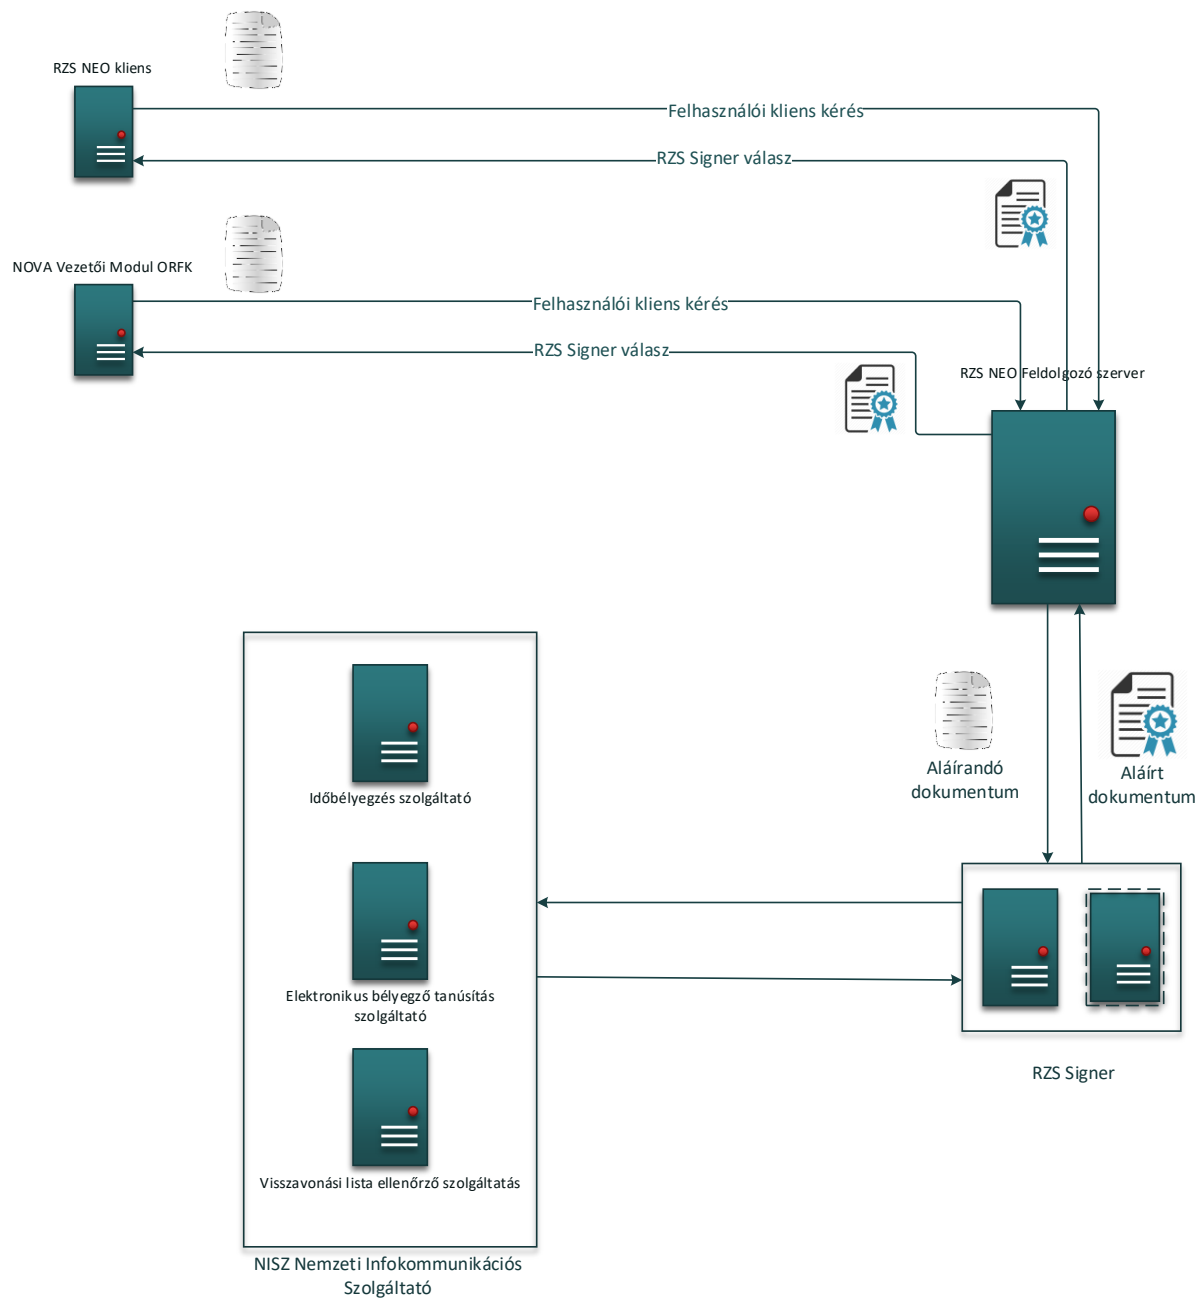 RZS NEO kliens
Felhasználói kliens kérés
RZS Signer válasz
NOVA Vezetői Modul ORFK
Felhasználói kliens kérés
RZS Signer válasz
RZS NEO Feldolgozó szerver
Aláírandó
dokumentum
Aláírt
dokumentum
Időbélyegzés szolgáltató
Elektronikus bélyegző tanúsítás
szolgáltató
RZS Signer
Visszavonási lista ellenőrző szolgáltatás
NISZ Nemzeti Infokommunikációs
Szolgáltató